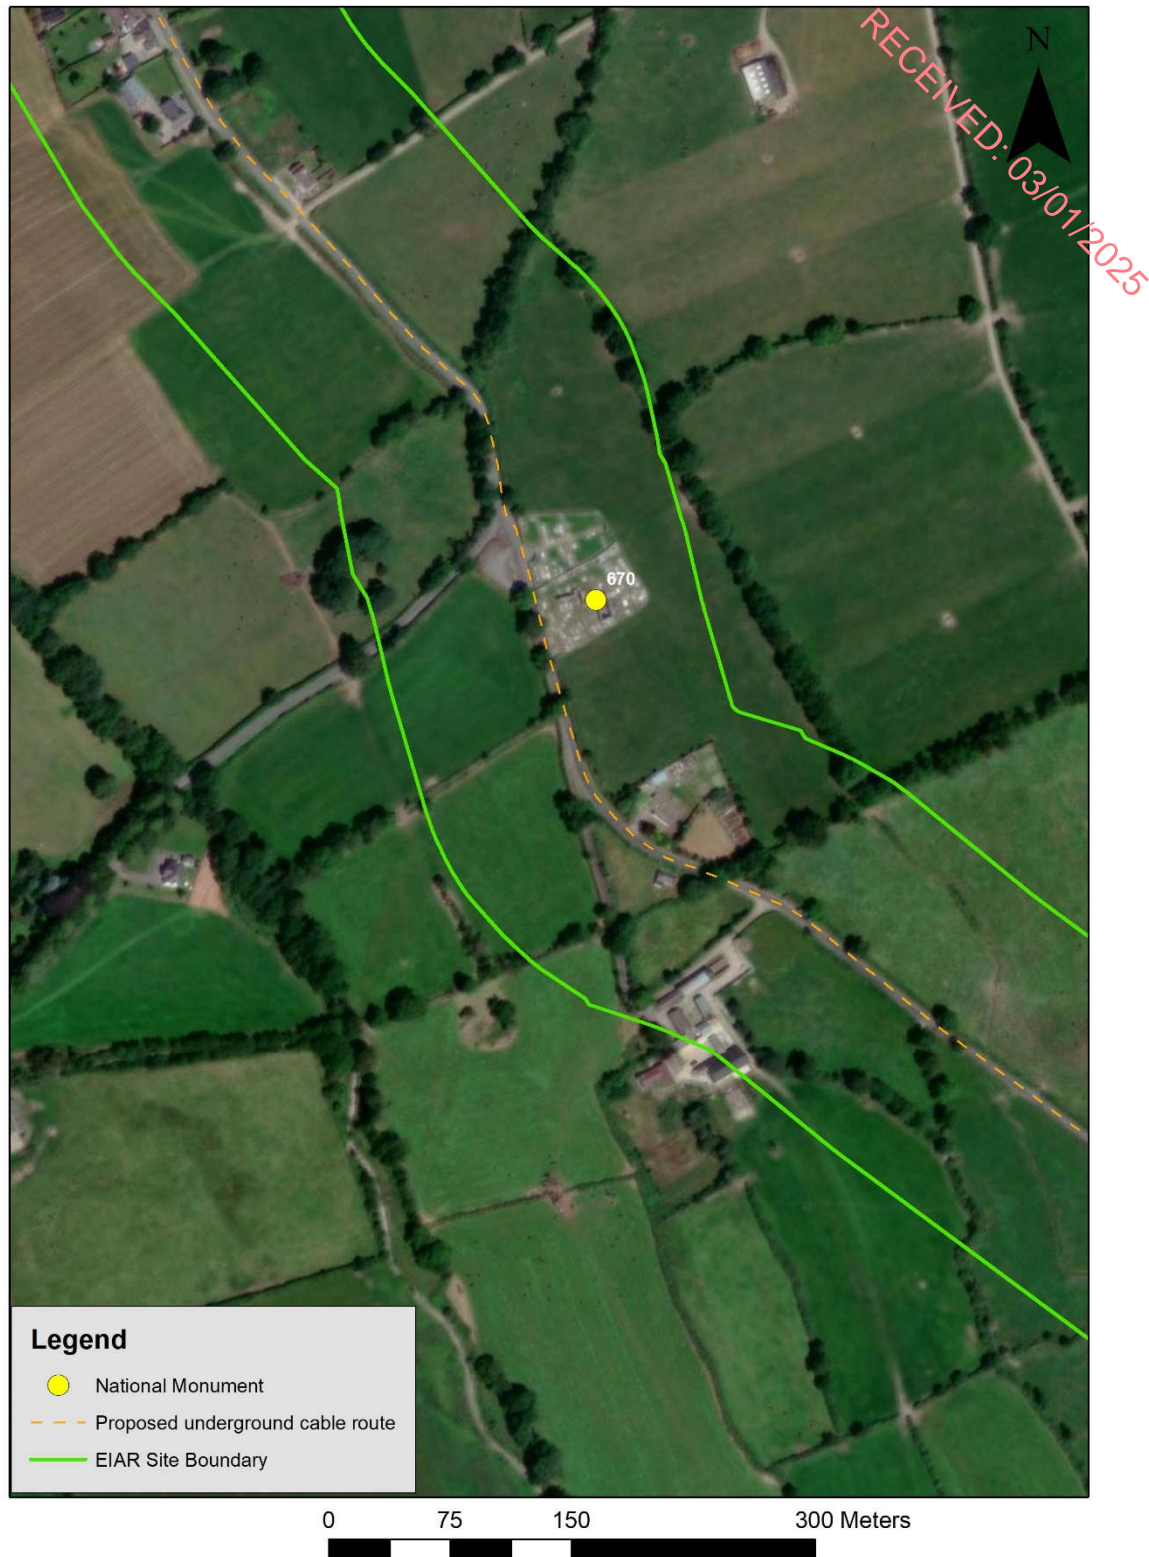 N
RECEIVED: 03/01/2025
670
Legend
National Monument
Proposed underground cable route
EIAR Site Boundary
0 75 150 300 Meters